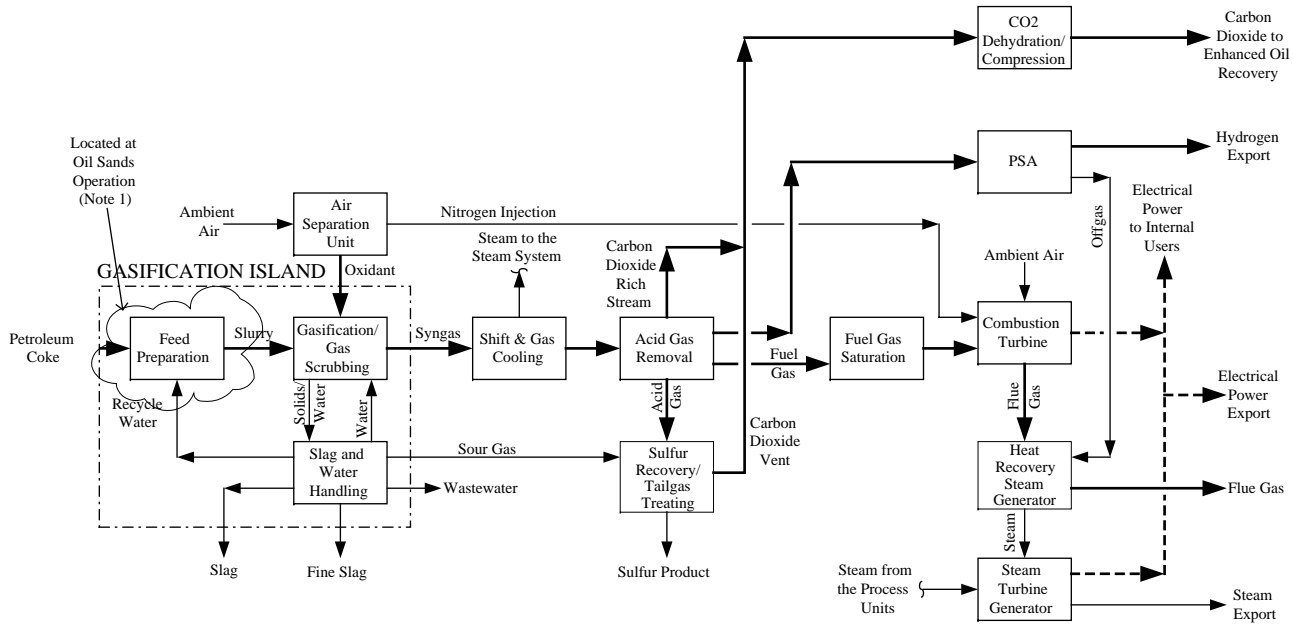 CO2
Dehydration/
Compression
Carbon
Dioxide to
Enhanced Oil
Recovery
Located at
Oil Sands
Operation
(Note 1)
PSA
Hydrogen
Export
Ambient
Air
Air
Separation
Unit
Nitrogen Injection
Steam to the
Steam System
Carbon
Dioxide
Rich
Stream
Offgas
Electrical
Power
to Internal
Users
GASIFICATION ISLAND
Oxidant
Ambient Air
Petroleum
Coke
Feed
Preparation
Slurry
Gasification/
Gas
Scrubbing
Syngas
Shift & Gas
Cooling
Acid Gas
Removal
Fuel
Gas
Fuel Gas
Saturation
Combustion
Turbine
Recycle
Water
Solids/
Water
Water
Acid
Gas
Carbon
Dioxide
Vent
Flue
Gas
Electrical
Power
Export
Slag and
Water
Handling
Sour Gas
Wastewater
Sulfur
Recovery/
Tailgas
Treating
Heat
Recovery
Steam
Generator
Flue Gas
Slag
Fine Slag
Sulfur Product
Steam
Steam from
the Process
Units
Steam
Turbine
Generator
Steam
Export